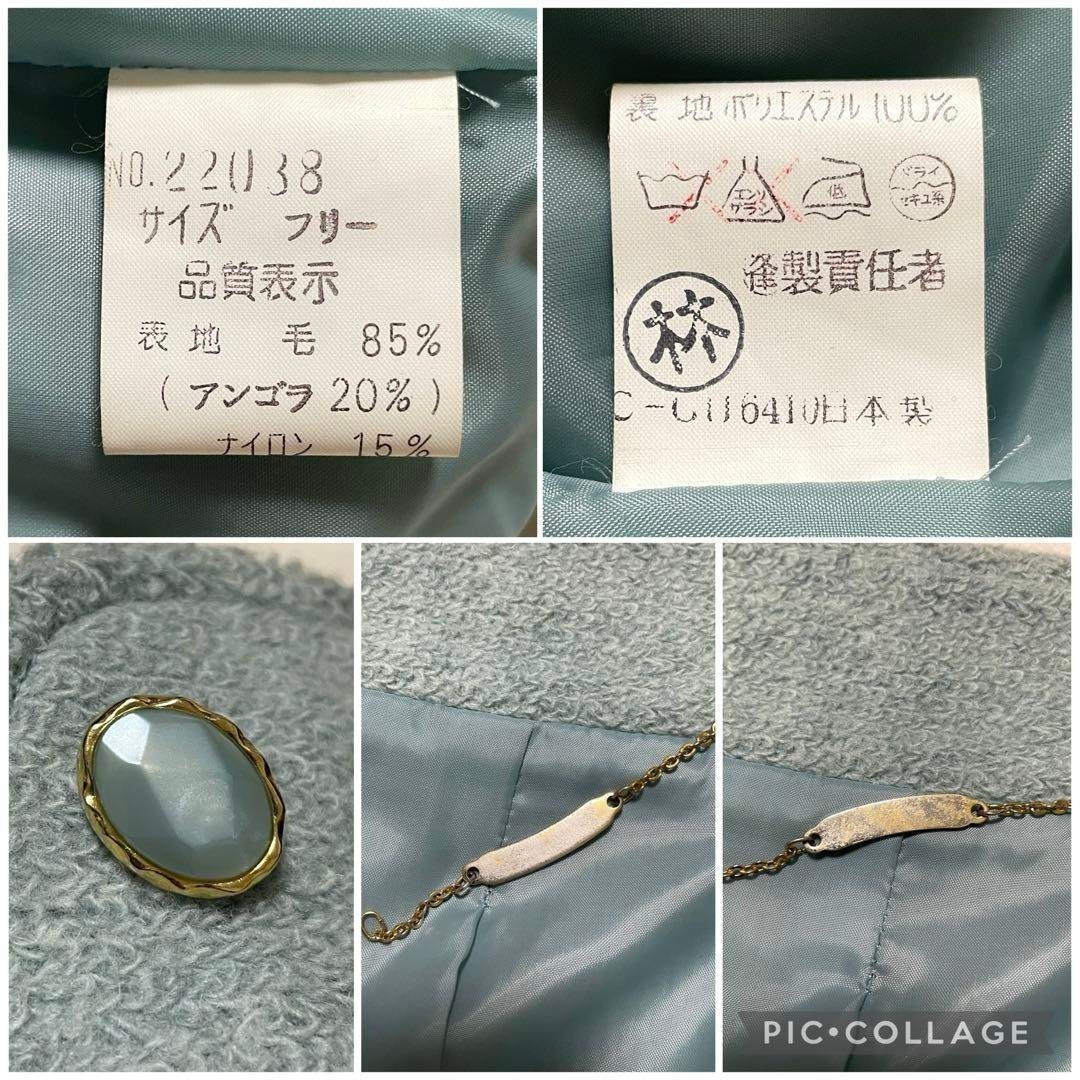 NO.22038
サイズ フリー
品質表示
表地 毛 85%
(アンゴラ 20%)
ナイロン 15%
裏地 ポリエステル 100%
エンソ サラシ 低 ドライ セキユ系
縫製責任者
林
日本製
PIC•COLLAGE